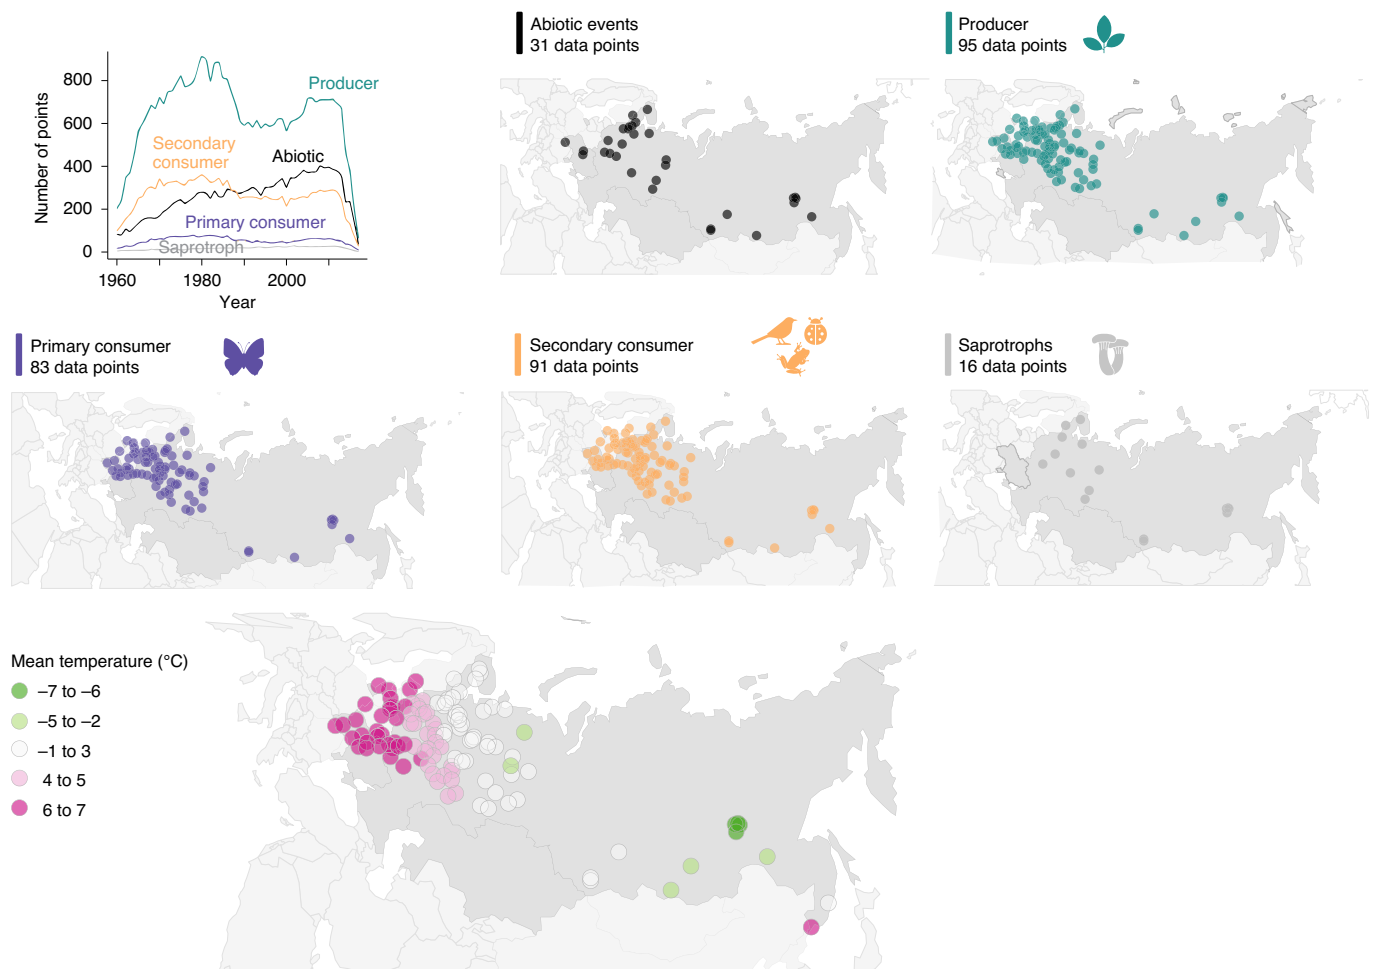 Abiotic events
31 data points
Producer
95 data points
Number of points
800
600
400
200
0
Producer
Secondary
consumer
Abiotic
Primary consumer
Saprotroph
1960
1980
2000
Year
Primary consumer
83 data points
Secondary consumer
91 data points
Saprotrophs
16 data points
Mean temperature (°C)
–7 to –6
–5 to –2
–1 to 3
4 to 5
6 to 7